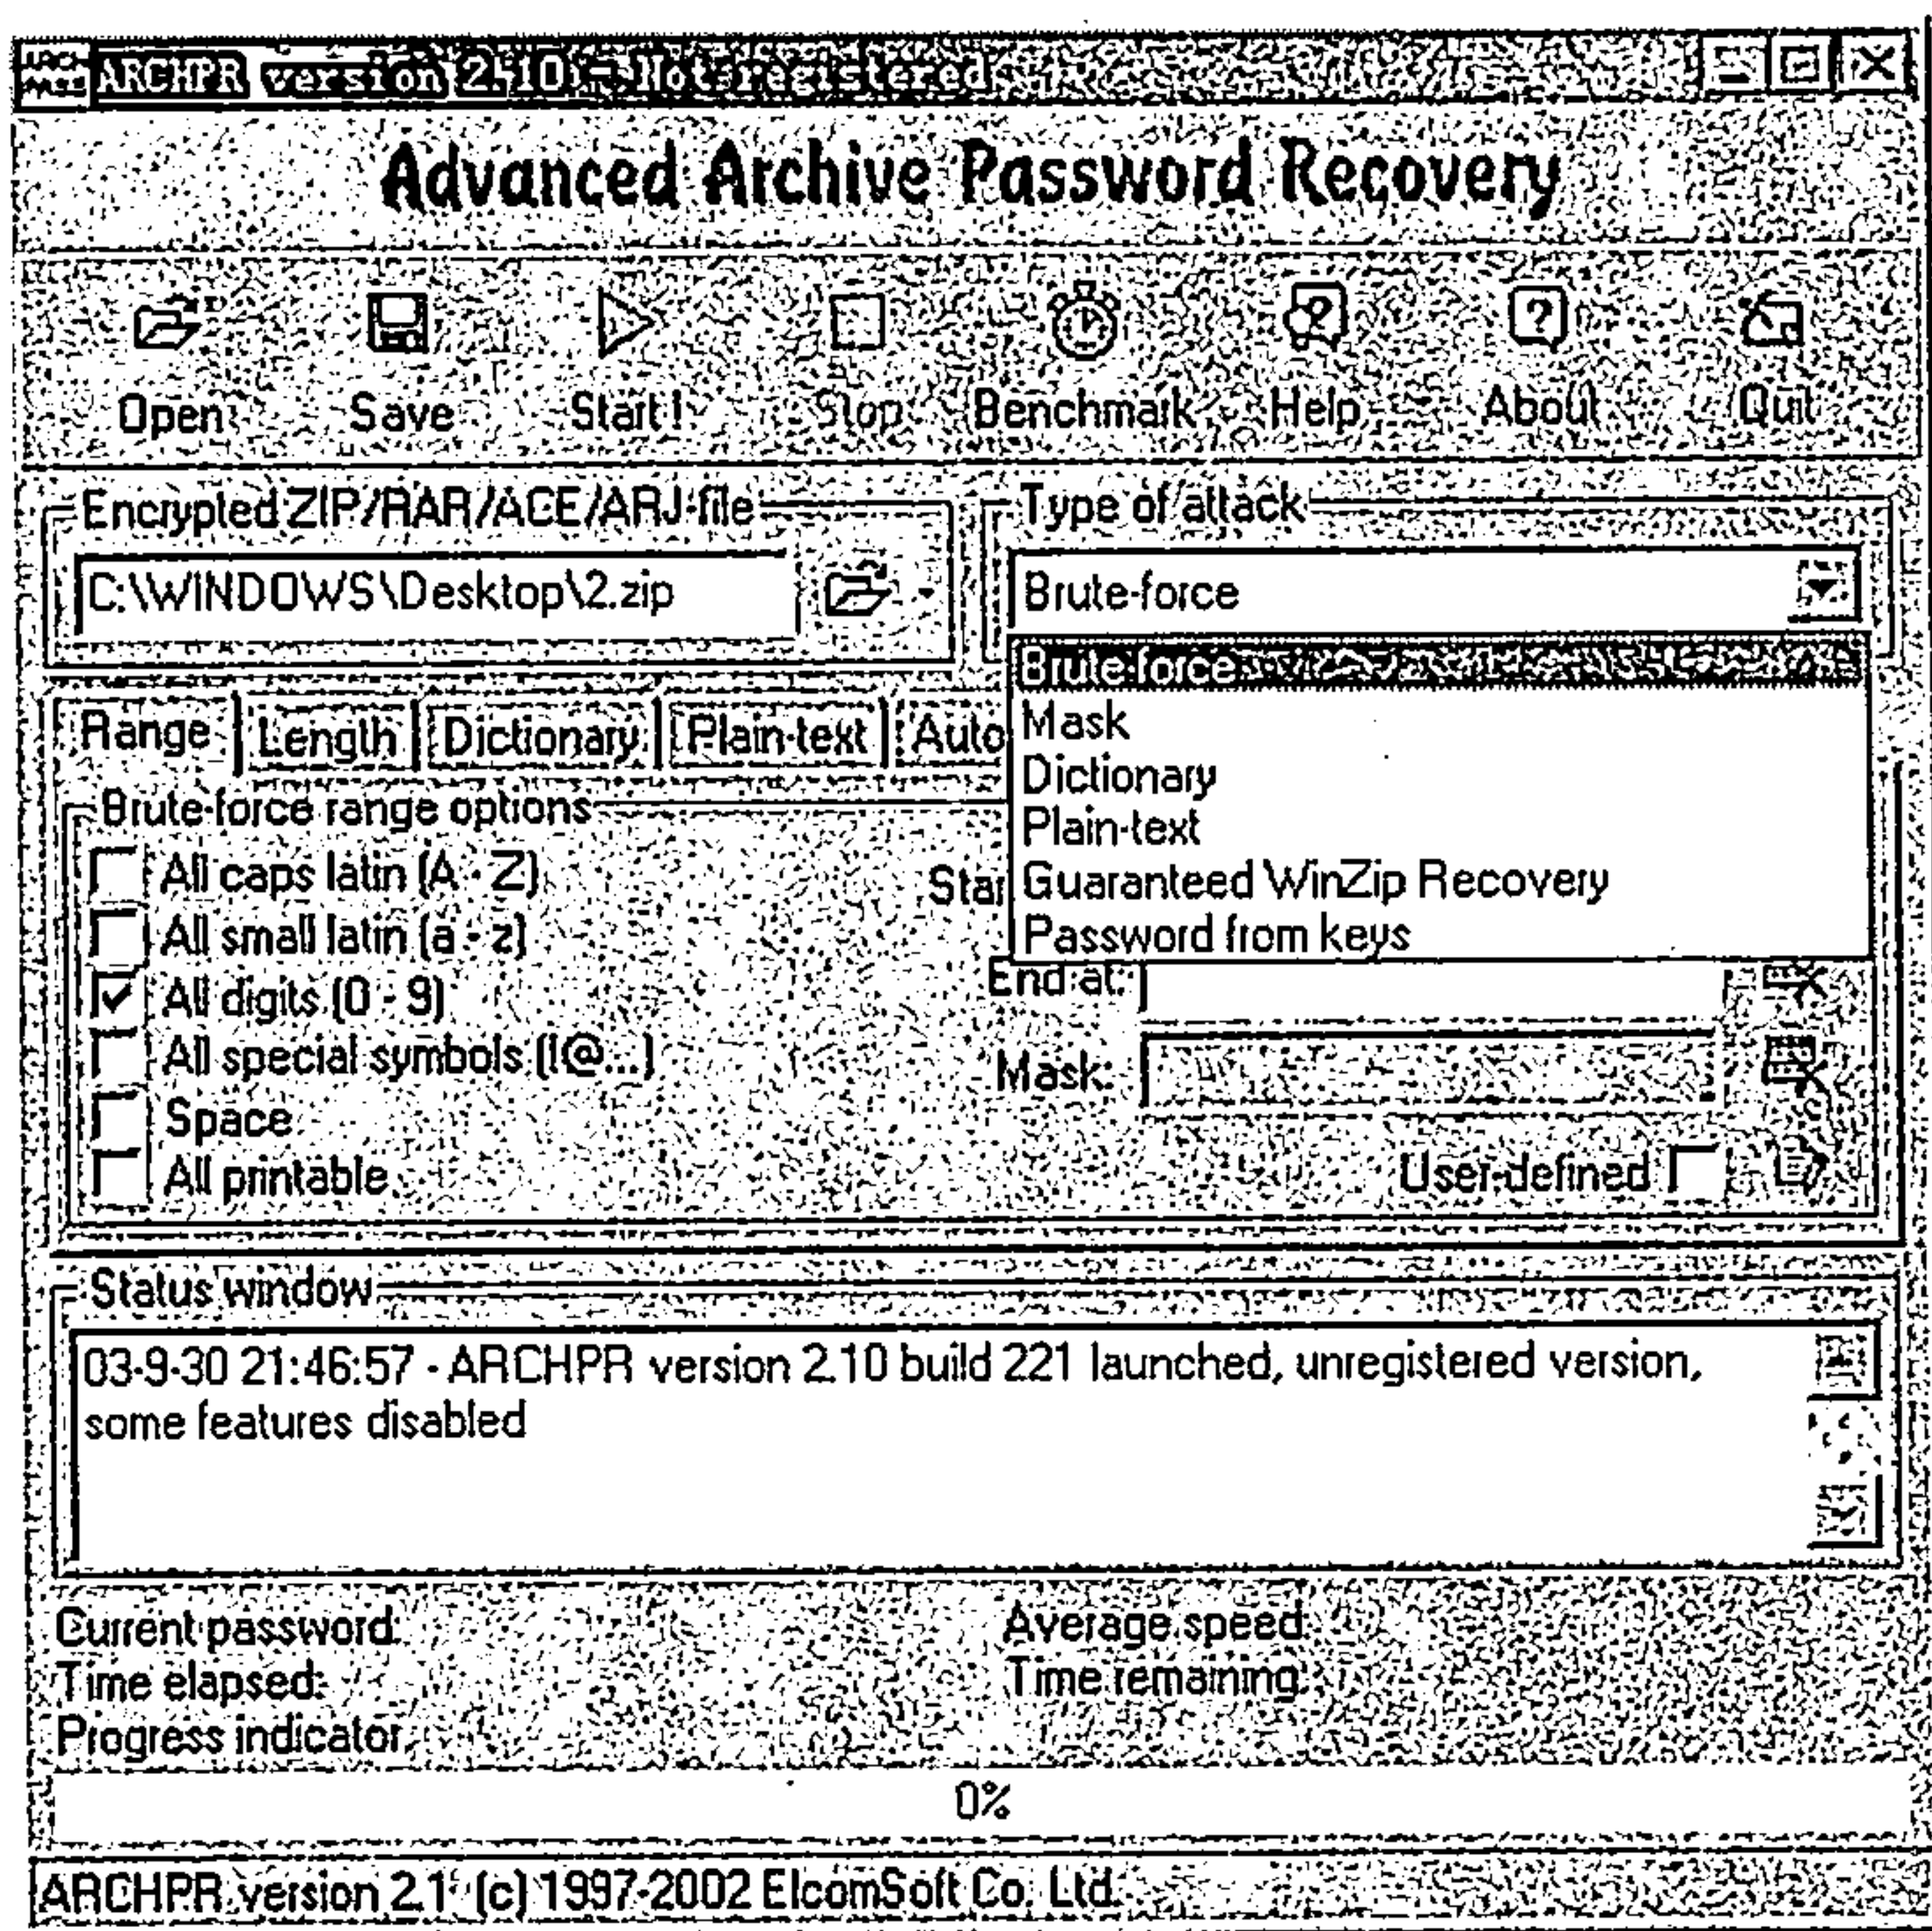 ARCHPR version 2.10 - Not registered
Advanced Archive Password Recovery
Open Save Start! Stop Benchmark Help About Quit
Encrypted ZIP/RAR/ACE/ARJ-file
C:\WINDOWS\Desktop\2.zip
Type of attack
Brute-force
Brute-force
Mask
Dictionary
Plain-text
Guaranteed WinZip Recovery
Password from keys
Range Length Dictionary Plain-text Auto
Brute-force range options
All caps latin (A - Z)
All small latin (a - z)
All digits (0 - 9)
All special symbols (!@...)
Space
All printable
Star
End at:
Mask:
User-defined
Status window
03-9-30 21:46:57 - ARCHPR version 2.10 build 221 launched, unregistered version,
some features disabled
Current password:
Average speed:
Time elapsed:
Time remaining:
Progress indicator
0%
ARCHPR version 2.1 (c) 1997-2002 ElcomSoft Co. Ltd.